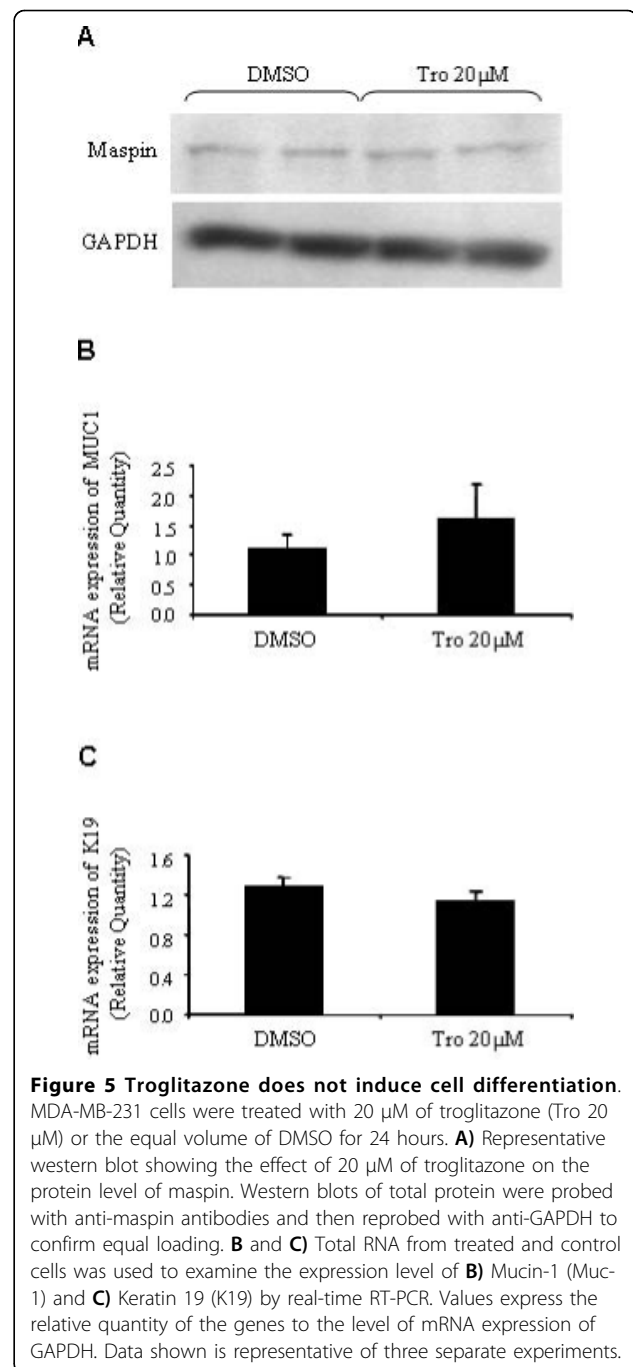 A
DMSO Tro 20μM
Maspin
GAPDH
B
mRNA expression of MUC1
(Relative Quantity)
2.5
2.0
1.5
1.0
0.5
0.0
DMSO Tro 20μM
C
mRNA expression of K19
(Relative Quantity)
1.6
1.2
0.8
0.4
0.0
DMSO Tro 20μM
Figure 5 Troglitazone does not induce cell differentiation.
MDA-MB-231 cells were treated with 20 μM of troglitazone (Tro 20
μM) or the equal volume of DMSO for 24 hours. A) Representative
western blot showing the effect of 20 μM of troglitazone on the
protein level of maspin. Western blots of total protein were probed
with anti-maspin antibodies and then reprobed with anti-GAPDH to
confirm equal loading. B and C) Total RNA from treated and control
cells was used to examine the expression level of B) Mucin-1 (Muc-
1) and C) Keratin 19 (K19) by real-time RT-PCR. Values express the
relative quantity of the genes to the level of mRNA expression of
GAPDH. Data shown is representative of three separate experiments.